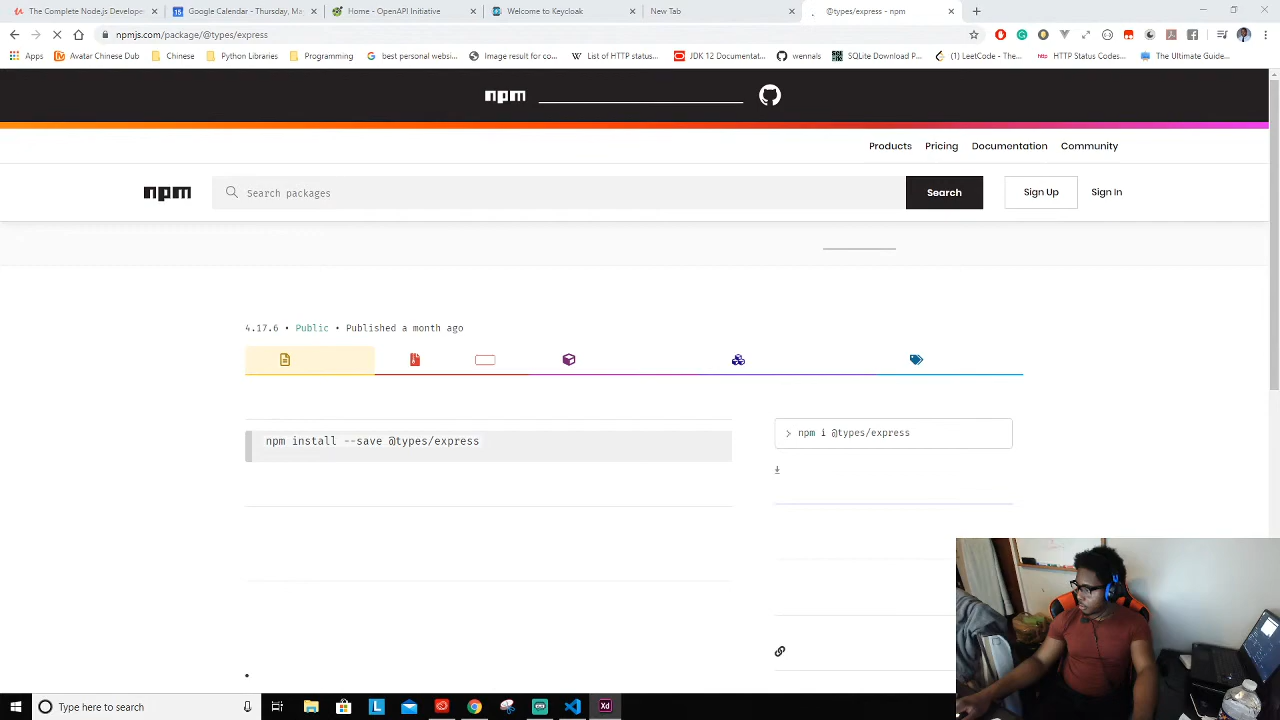 The Complete Node.js Develope
Google Calendar - Thursday, Ma
Home - OpenAPI Initiative
Welcome to Keycloak
New Tab
@types/express - npm
npmjs.com/package/@types/express
Apps
Avatar Chinese Dub
Chinese
Python Libraries
Programming
best personal websi...
Image result for co...
List of HTTP status...
JDK 12 Documentat...
wennals
SQLite Download P...
(1) LeetCode - The...
HTTP Status Codes...
The Ultimate Guide...
npm
Products
Pricing
Documentation
Community
npm
Search packages
Search
Sign Up
Sign In
4.17.6 • Public • Published a month ago
npm install --save @types/express
npm i @types/express
Type here to search